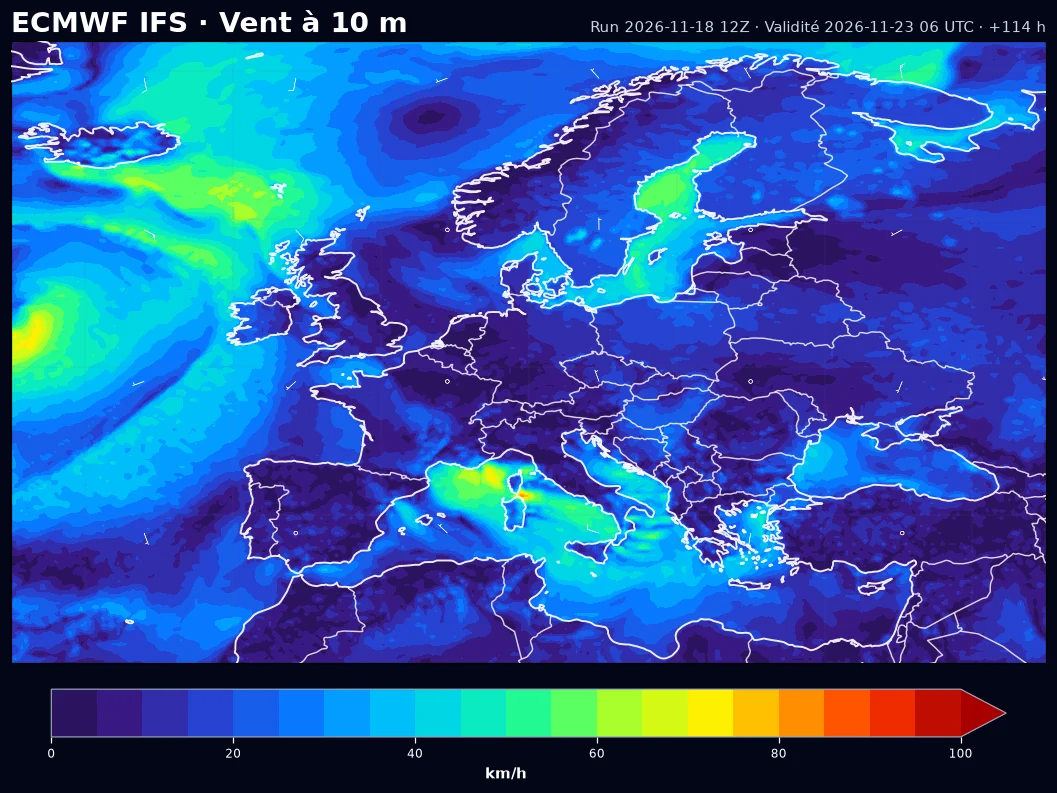 ECMWF IFS · Vent à 10 m
Run 2026-11-18 12Z · Validité 2026-11-23 06 UTC · +114 h
0 20 40 60 80 100
km/h